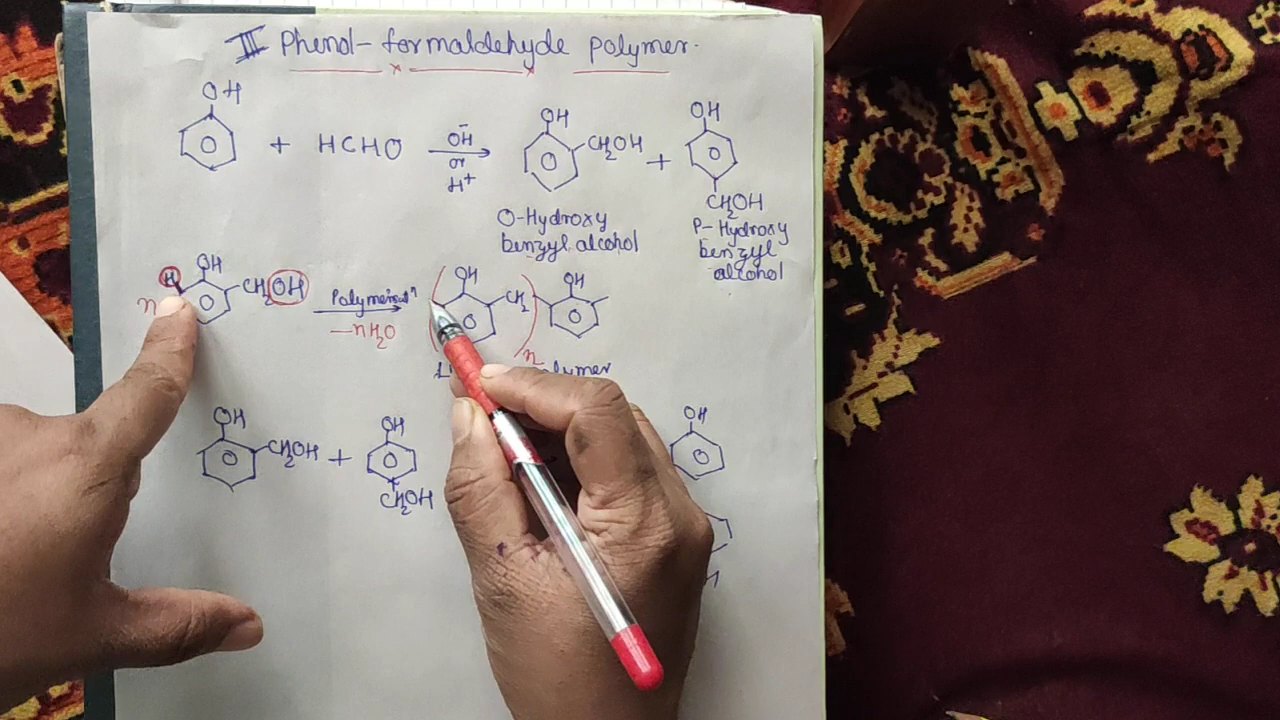 III Phenol-formaldehyde polymer.
OH
+ HCHO
OH⁻
or
H⁺
OH
CH₂OH
+
OH
CH₂OH
O-Hydroxy
benzyl alcohol
P-Hydroxy
benzyl
alcohol
n
H
OH
CH₂OH
Polymerisatⁿ
—nH₂O
OH
CH₂
n
OH
OH
CH₂OH
+
OH
CH₂OH
OH